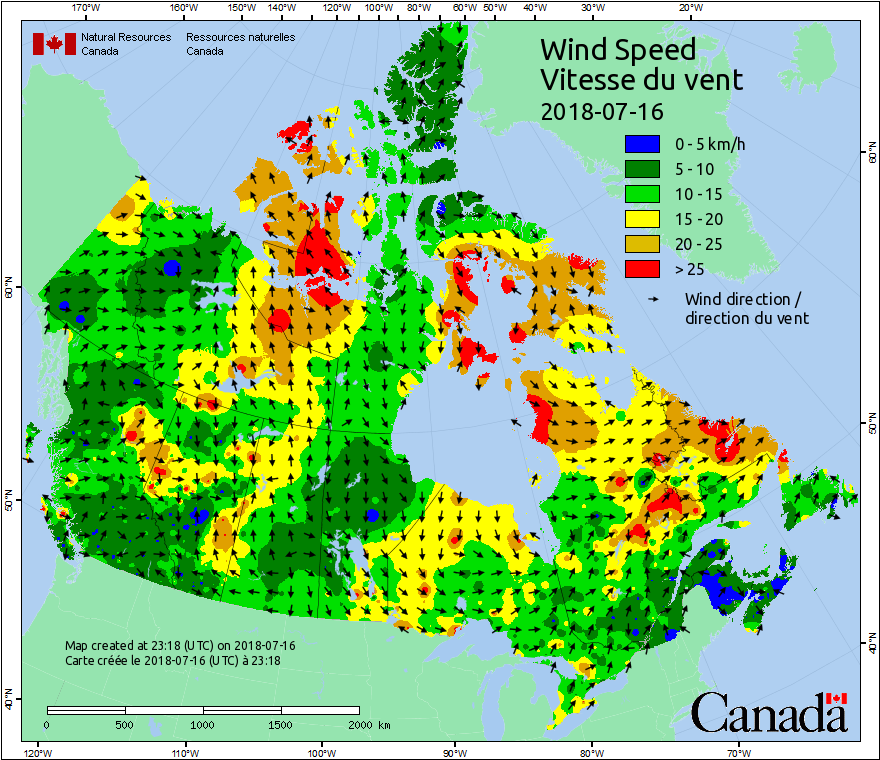 170°W 160°W 150°W 140°W 120°W 100°W 80°W 60°W 50°W 40°W 30°W 20°W
Natural Resources Ressources naturelles
Canada Canada
Wind Speed
Vitesse du vent
2018-07-16
0 - 5 km/h
5 - 10
10 - 15
15 - 20
20 - 25
> 25
Wind direction /
direction du vent
60°N
60°N
50°N
50°N
40°N
40°N
Map created at 23:18 (UTC) on 2018-07-16
Carte créée le 2018-07-16 (UTC) à 23:18
0 500 1000 1500 2000 km
Canada
120°W 110°W 100°W 90°W 80°W 70°W